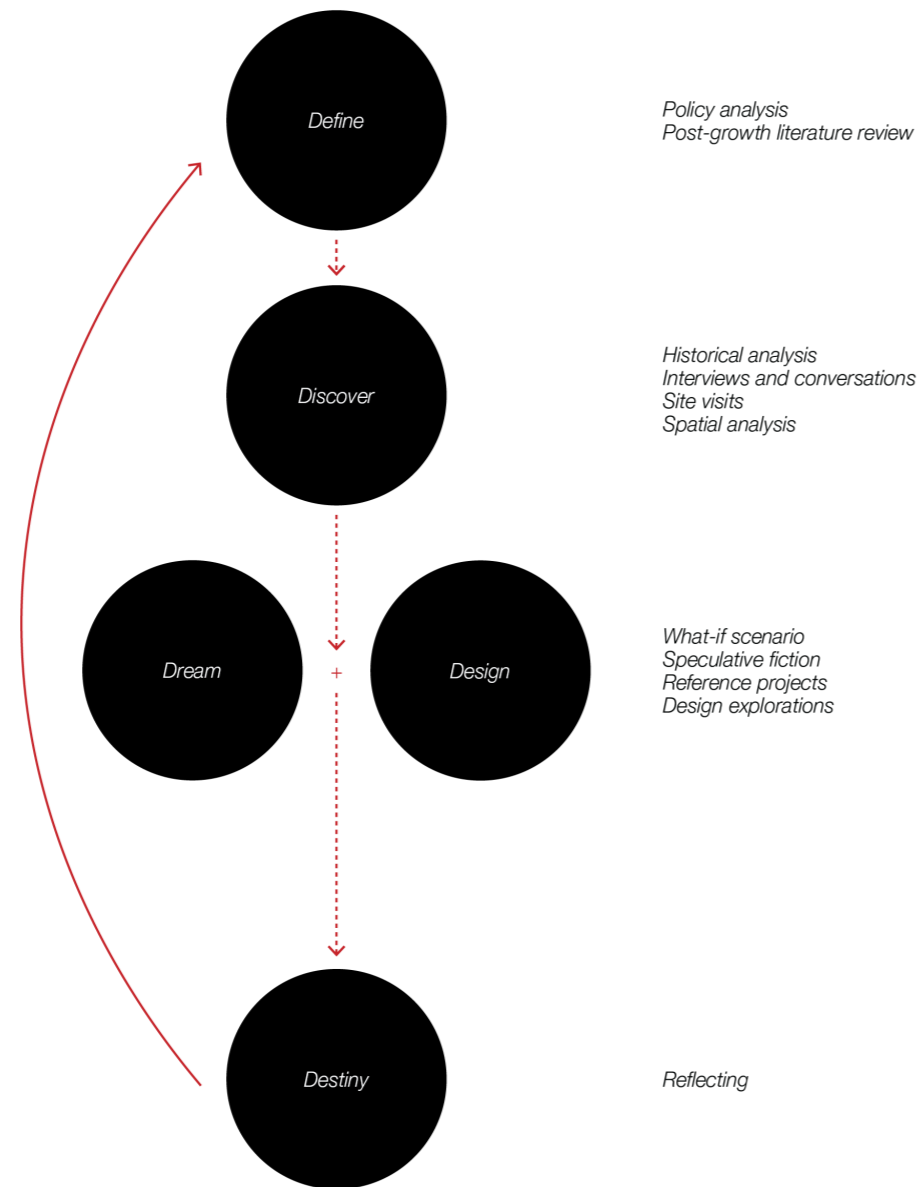 Define
Policy analysis
Post-growth literature review
Discover
Historical analysis
Interviews and conversations
Site visits
Spatial analysis
Dream
+
Design
What-if scenario
Speculative fiction
Reference projects
Design explorations
Destiny
Reflecting